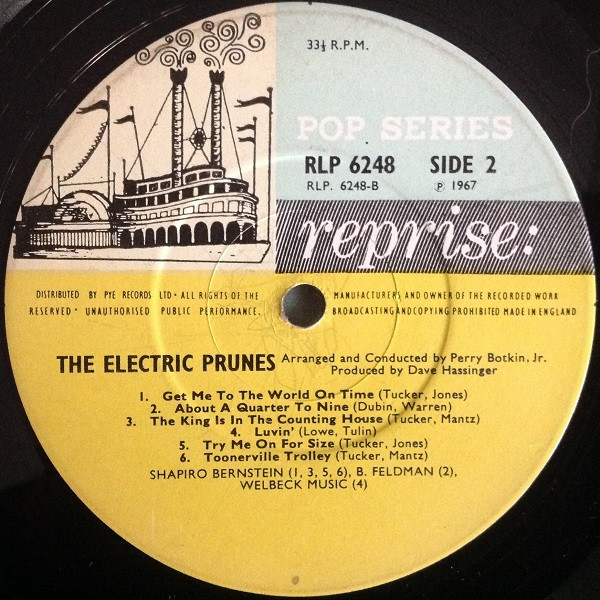 33⅓ R.P.M.
POP SERIES
RLP 6248 SIDE 2
RLP. 6248-B ℗ 1967
reprise:
DISTRIBUTED BY PYE RECORDS LTD • ALL RIGHTS OF THE MANUFACTURERS AND OWNER OF THE RECORDED WORK
RESERVED • UNAUTHORISED PUBLIC PERFORMANCE, BROADCASTING AND COPYING PROHIBITED MADE IN ENGLAND
THE ELECTRIC PRUNES Arranged and Conducted by Perry Botkin, Jr.
Produced by Dave Hassinger
1. Get Me To The World On Time (Tucker, Jones)
2. About A Quarter To Nine (Dubin, Warren)
3. The King Is In The Counting House (Tucker, Mantz)
4. Luvin' (Lowe, Tulin)
5. Try Me On For Size (Tucker, Jones)
6. Toonerville Trolley (Tucker, Mantz)
SHAPIRO BERNSTEIN (1, 3, 5, 6), B. FELDMAN (2),
WELBECK MUSIC (4)